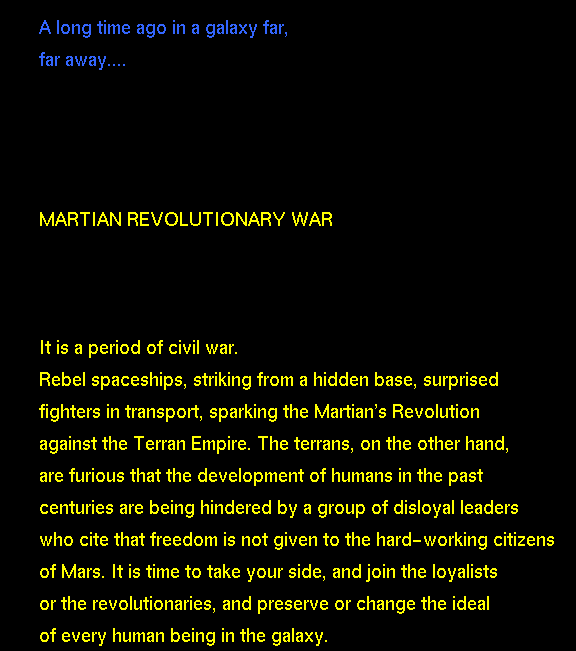 A long time ago in a galaxy far,
far away....
MARTIAN REVOLUTIONARY WAR
It is a period of civil war.
Rebel spaceships, striking from a hidden base, surprised
fighters in transport, sparking the Martian's Revolution
against the Terran Empire. The terrans, on the other hand,
are furious that the development of humans in the past
centuries are being hindered by a group of disloyal leaders
who cite that freedom is not given to the hard-working citizens
of Mars. It is time to take your side, and join the loyalists
or the revolutionaries, and preserve or change the ideal
of every human being in the galaxy.